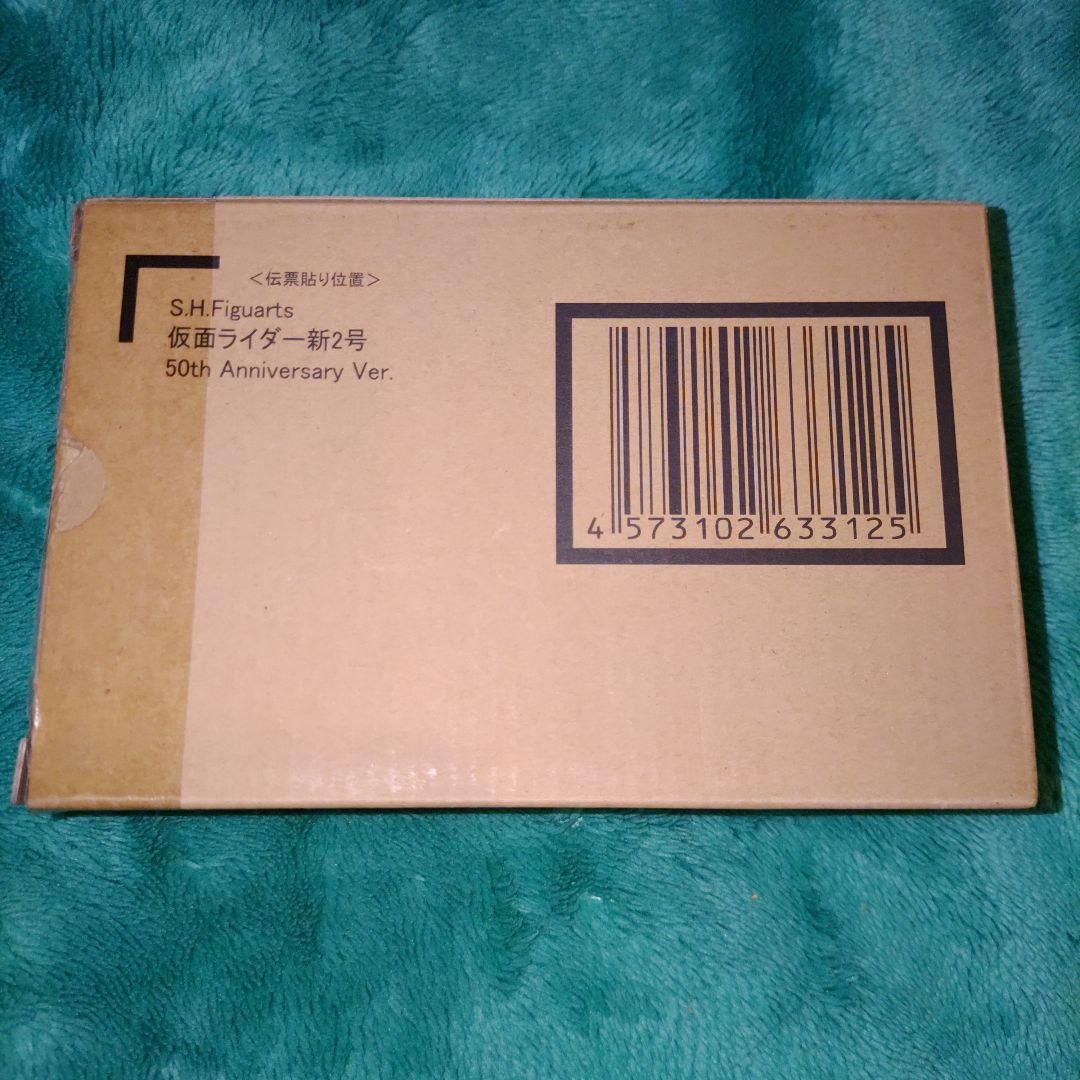 ＜伝票貼り位置＞
S.H.Figuarts
仮面ライダー新2号
50th Anniversary Ver.
4 573102 633125